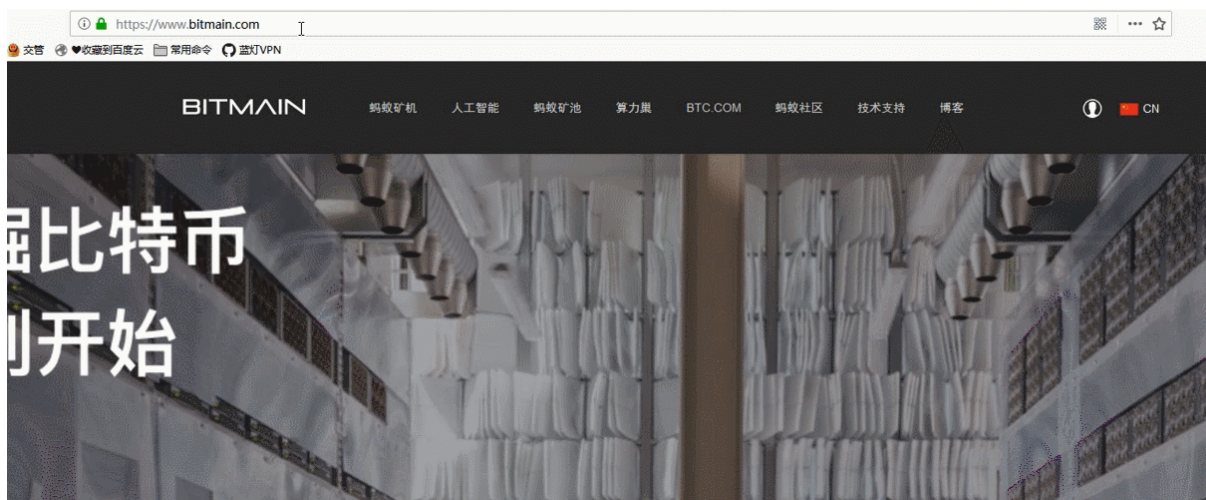 https://www.bitmain.com
交管 ♥收藏到百度云 常用命令 蓝灯VPN
BITMAIN 蚂蚁矿机 人工智能 蚂蚁矿池 算力巢 BTC.COM 蚂蚁社区 技术支持 博客 CN
掘比特币
刻开始